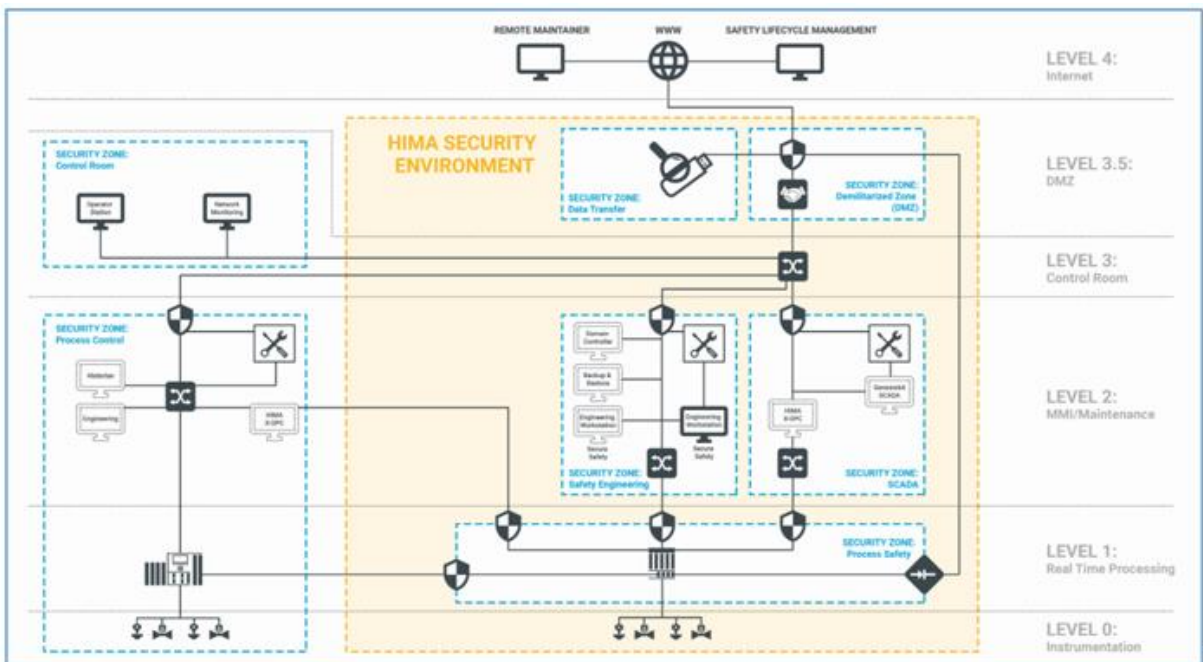 REMOTE MAINTAINER
WWW
SAFETY LIFECYCLE MANAGEMENT
LEVEL 4:
Internet
HIMA SECURITY
ENVIRONMENT
SECURITY ZONE:
Control Room
Operator
Station
Network
Monitoring
SECURITY ZONE:
Data Transfer
SECURITY ZONE:
Demilitarized Zone
(DMZ)
LEVEL 3.5:
DMZ
LEVEL 3:
Control Room
SECURITY ZONE:
Process Control
Historian
Engineering
HIMA
X-OPC
Domain
Controller
Backup &
Restore
Engineering
Workstation
Secure
Safety
Engineering
Workstation
Secure
Safety
SECURITY ZONE:
Safety Engineering
HIMA
X-OPC
Genesis64
SCADA
SECURITY ZONE:
SCADA
LEVEL 2:
MMI/Maintenance
SECURITY ZONE:
Process Safety
LEVEL 1:
Real Time Processing
LEVEL 0:
Instrumentation